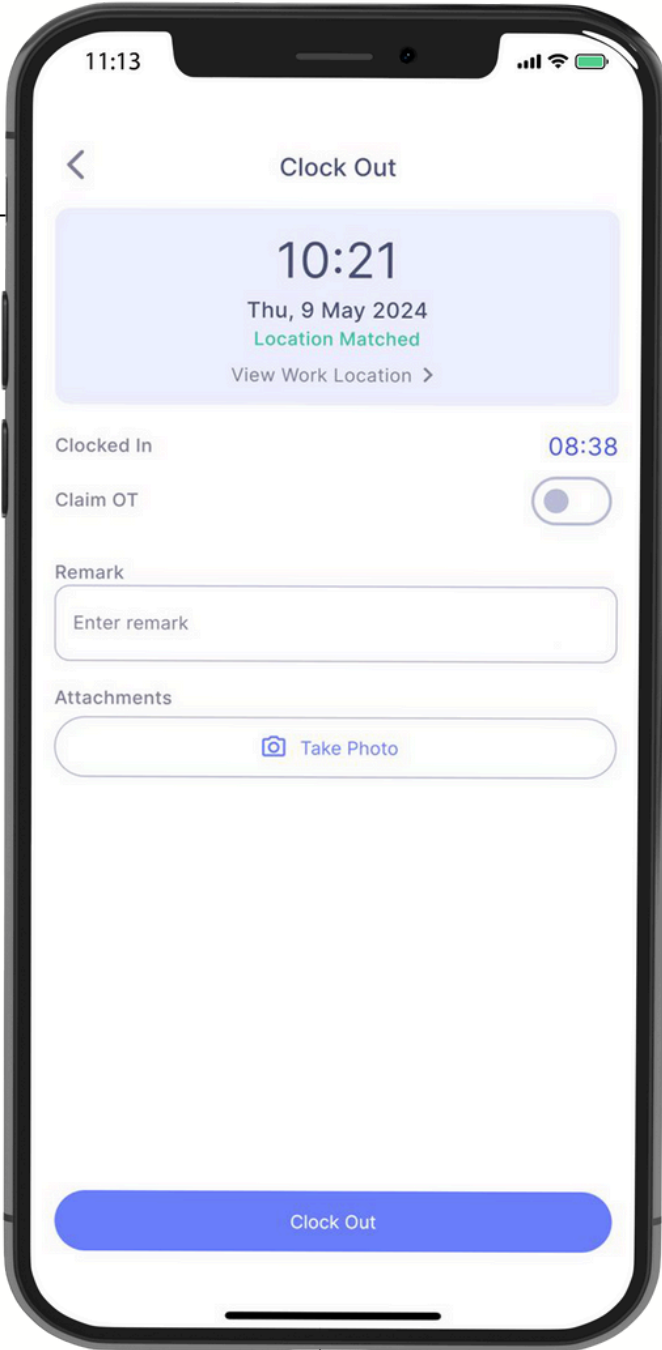 11:13
Clock Out
10:21
Thu, 9 May 2024
Location Matched
View Work Location
Clocked In 08:38
Claim OT
Remark
Enter remark
Attachments
Take Photo
Clock Out